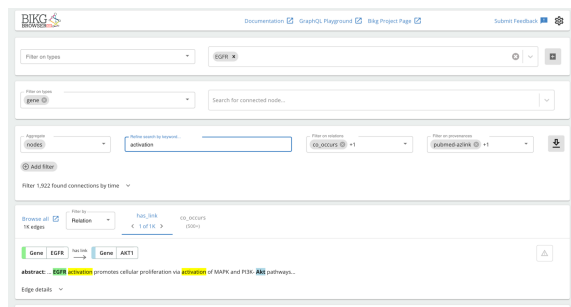 BIKG
BROWSER
Documentation GraphQL Playground Bikg Project Page Submit Feedback
Filter on types
EGFR x
Filter on types
gene
Search for connected node...
Aggregate
nodes
Refine search by keyword...
activation
Filter on relations
co_occurs +1
Filter on provenances
pubmed-azlink +1
Add filter
Filter 1,922 found connections by time
Browse all
1K edges
Filter by
Relation
has_link
< 1 of 1K >
co_occurs
(500+)
Gene EGFR has link Gene AKT1
abstract: ... EGFR activation promotes cellular proliferation via activation of MAPK and PI3K- Akt pathways...
Edge details